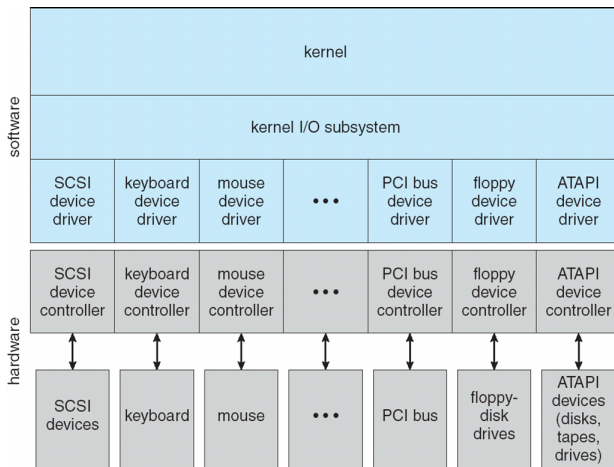 software
kernel
kernel I/O subsystem
SCSI
device
driver
keyboard
device
driver
mouse
device
driver
•••
PCI bus
device
driver
floppy
device
driver
ATAPI
device
driver
hardware
SCSI
device
controller
keyboard
device
controller
mouse
device
controller
•••
PCI bus
device
controller
floppy
device
controller
ATAPI
device
controller
SCSI
devices
keyboard
mouse
•••
PCI bus
floppy-
disk
drives
ATAPI
devices
(disks,
tapes,
drives)